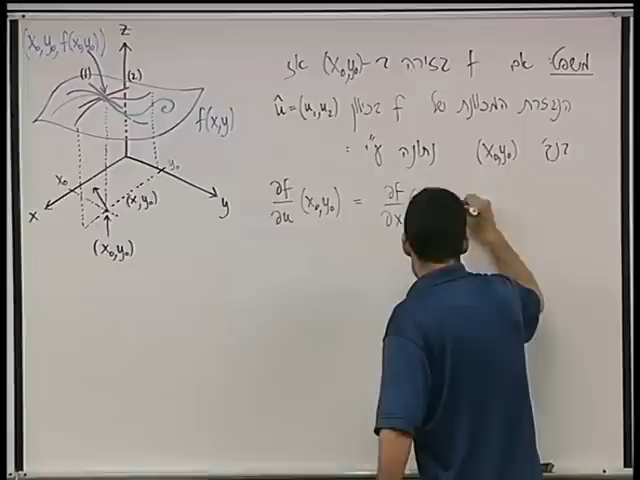 משפט: אם f גזירה ב-(x₀,y₀) אז
הנגזרת המכוונת של f בכיוון û=(u₁,u₂)
בנק' (x₀,y₀) נתונה ע"י :
∂f/∂u (x₀,y₀) = ∂f/∂x
(x₀,y₀,f(x₀,y₀))
z
(1) (2)
f(x,y)
x₀
y₀
x
(x,y₀)
y
(x₀,y₀)